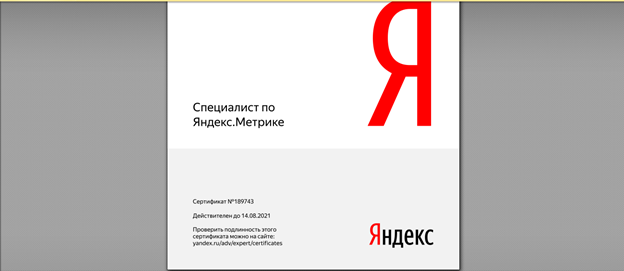 Я
Специалист по
Яндекс.Метрике
Сертификат №189743
Действителен до 14.08.2021
Проверить подлинность этого
сертификата можно на сайте:
yandex.ru/adv/expert/certificates
Яндекс